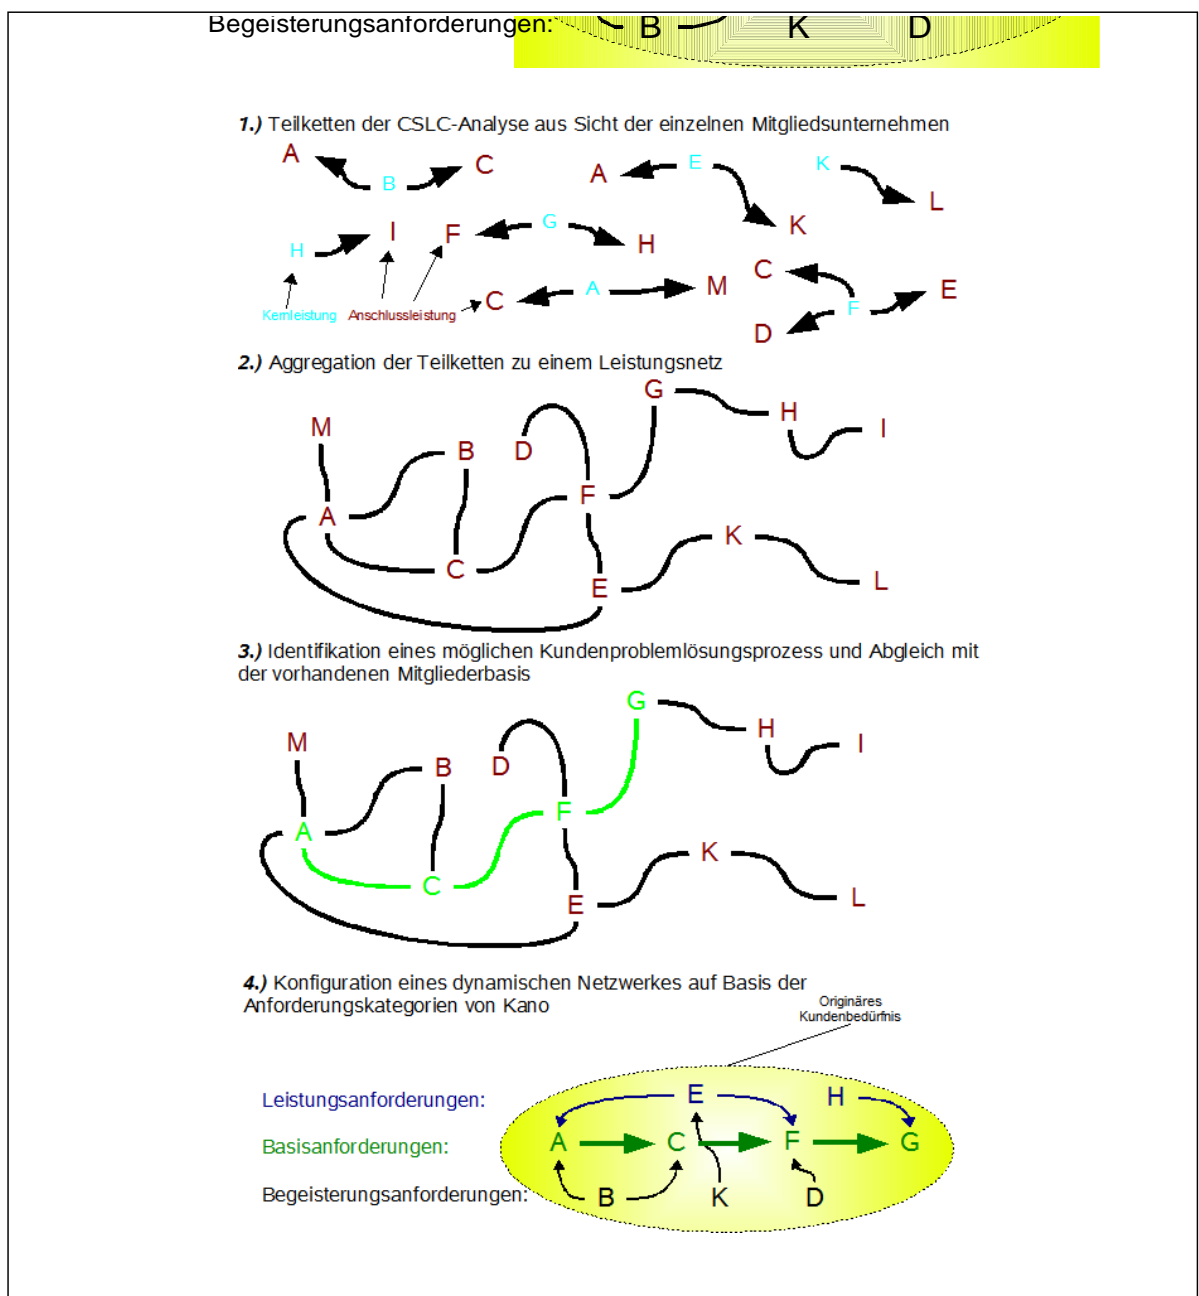 Begeisterungsanforderungen:
B K D
1.) Teilketten der CSLC-Analyse aus Sicht der einzelnen Mitgliedsunternehmen
A B C
A E K
K L
H I
F G H
C A M
C F E D
Kernleistung
Anschlussleistung
2.) Aggregation der Teilketten zu einem Leistungsnetz
G
H
M
I
B
D
F
A
K
C
E
L
3.) Identifikation eines möglichen Kundenproblemlösungsprozess und Abgleich mit
der vorhandenen Mitgliederbasis
G
H
M
I
B
D
F
A
K
C
E
L
4.) Konfiguration eines dynamischen Netzwerkes auf Basis der
Anforderungskategorien von Kano
Originäres
Kundenbedürfnis
Leistungsanforderungen: E H
Basisanforderungen: A C F G
Begeisterungsanforderungen: B K D